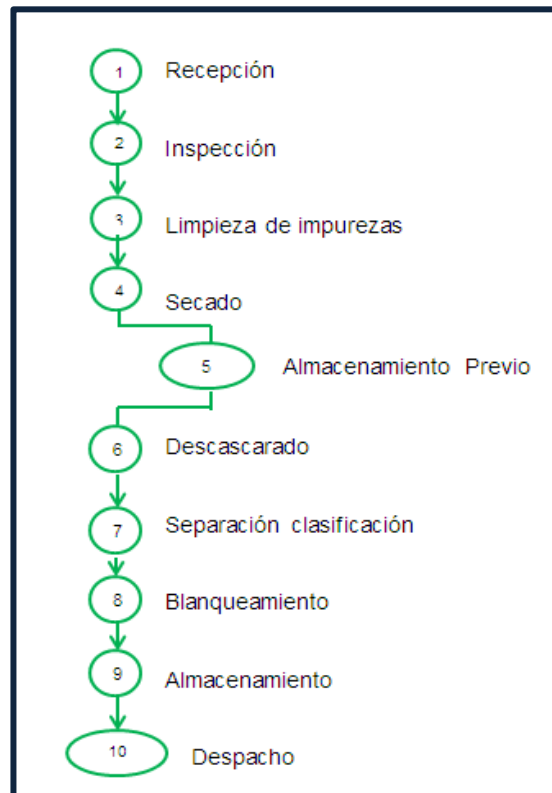 1 Recepción
2 Inspección
3 Limpieza de impurezas
4 Secado
5 Almacenamiento Previo
6 Descascarado
7 Separación clasificación
8 Blanqueamiento
9 Almacenamiento
10 Despacho